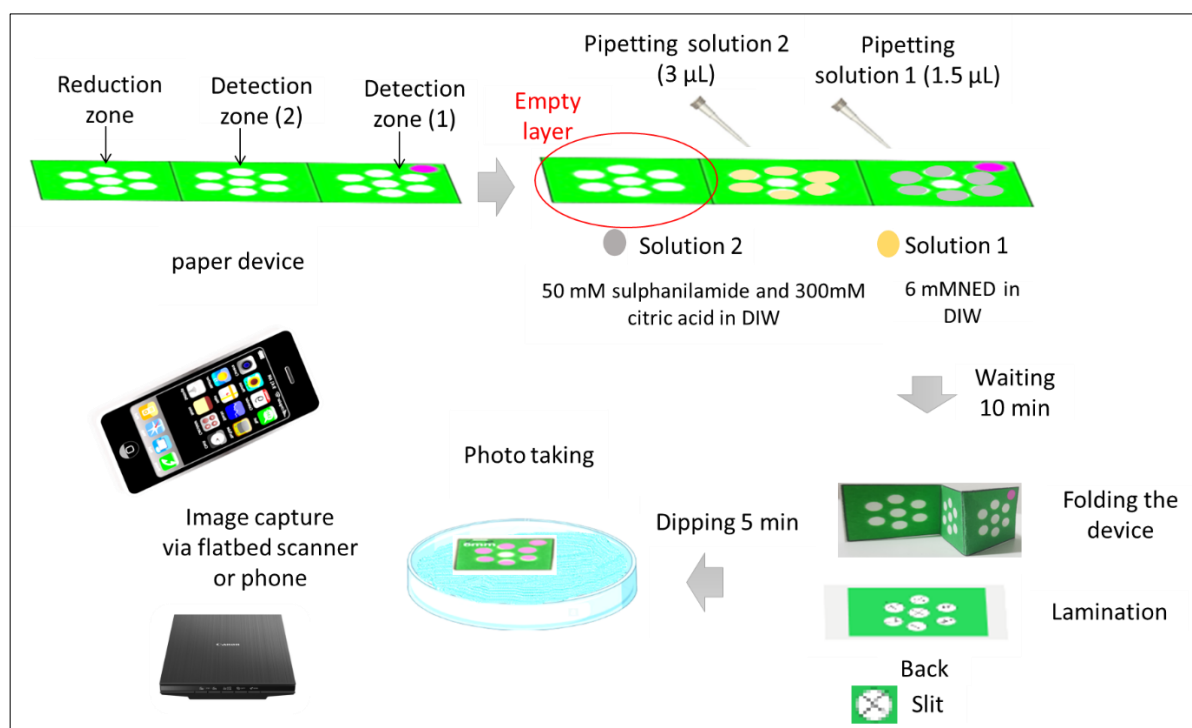 Reduction
zone
Detection
zone (2)
Detection
zone (1)
paper device
Pipetting solution 2
(3 µL)
Pipetting
solution 1 (1.5 µL)
Empty
layer
Solution 2
50 mM sulphanilamide and 300mM
citric acid in DIW
Solution 1
6 mMNED in
DIW
Waiting
10 min
Folding the
device
Lamination
Back
Slit
Dipping 5 min
Photo taking
Image capture
via flatbed scanner
or phone
Canon